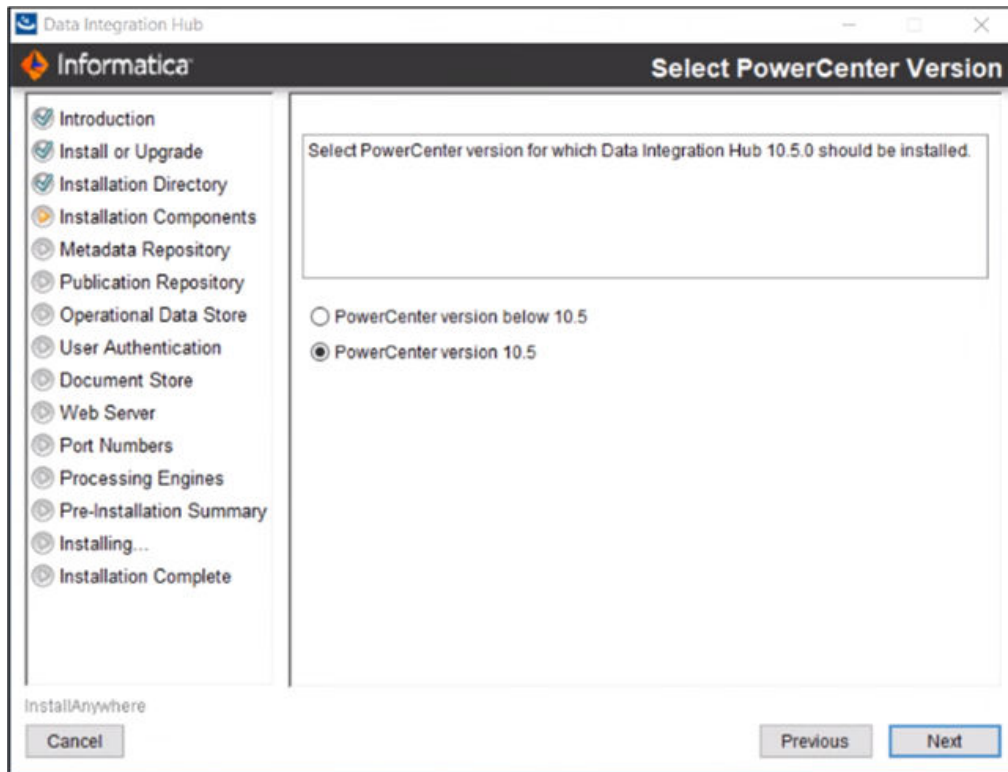 Data Integration Hub
Informatica
Select PowerCenter Version
Introduction
Install or Upgrade
Installation Directory
Installation Components
Metadata Repository
Publication Repository
Operational Data Store
User Authentication
Document Store
Web Server
Port Numbers
Processing Engines
Pre-Installation Summary
Installing...
Installation Complete
Select PowerCenter version for which Data Integration Hub 10.5.0 should be installed.
PowerCenter version below 10.5
PowerCenter version 10.5
InstallAnywhere
Cancel
Previous
Next